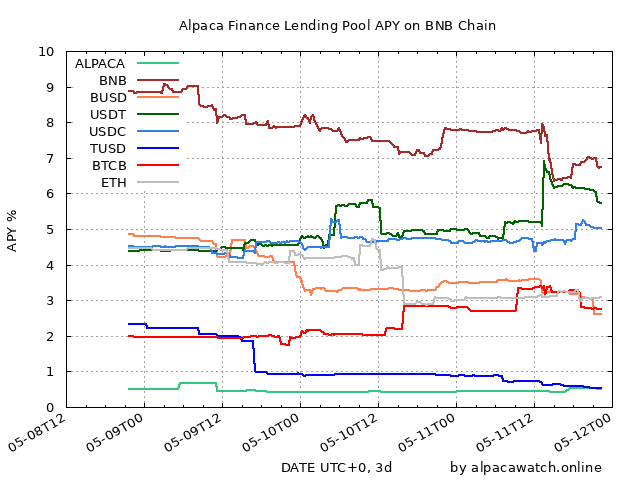 Alpaca Finance Lending Pool APY on BNB Chain
10
9
8
7
6
5
4
3
2
1
0
APY %
ALPACA
BNB
BUSD
USDT
USDC
TUSD
BTCB
ETH
05-08T12
05-09T00
05-09T12
05-10T00
05-10T12
05-11T00
05-11T12
05-12T00
DATE UTC+0, 3d
by alpacawatch.online